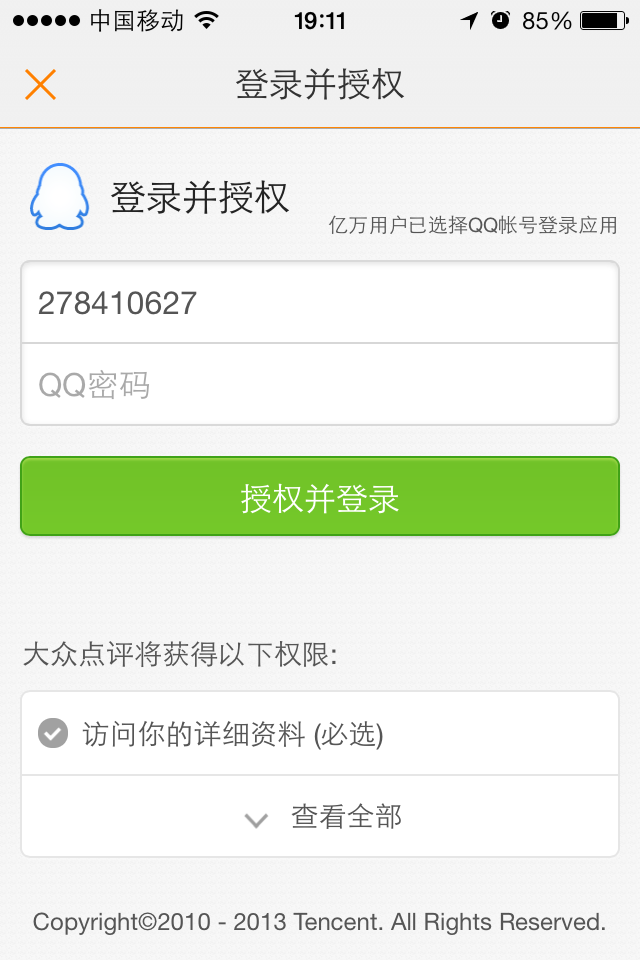 中国移动 19:11 85%
登录并授权
登录并授权
亿万用户已选择QQ帐号登录应用
278410627
QQ密码
授权并登录
大众点评将获得以下权限:
访问你的详细资料 (必选)
查看全部
Copyright©2010 - 2013 Tencent. All Rights Reserved.